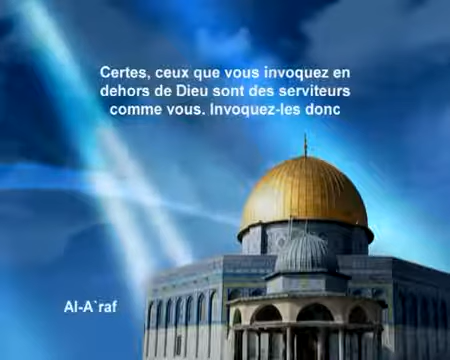 Certes, ceux que vous invoquez en
dehors de Dieu sont des serviteurs
comme vous. Invoquez-les donc
Al-A`raf